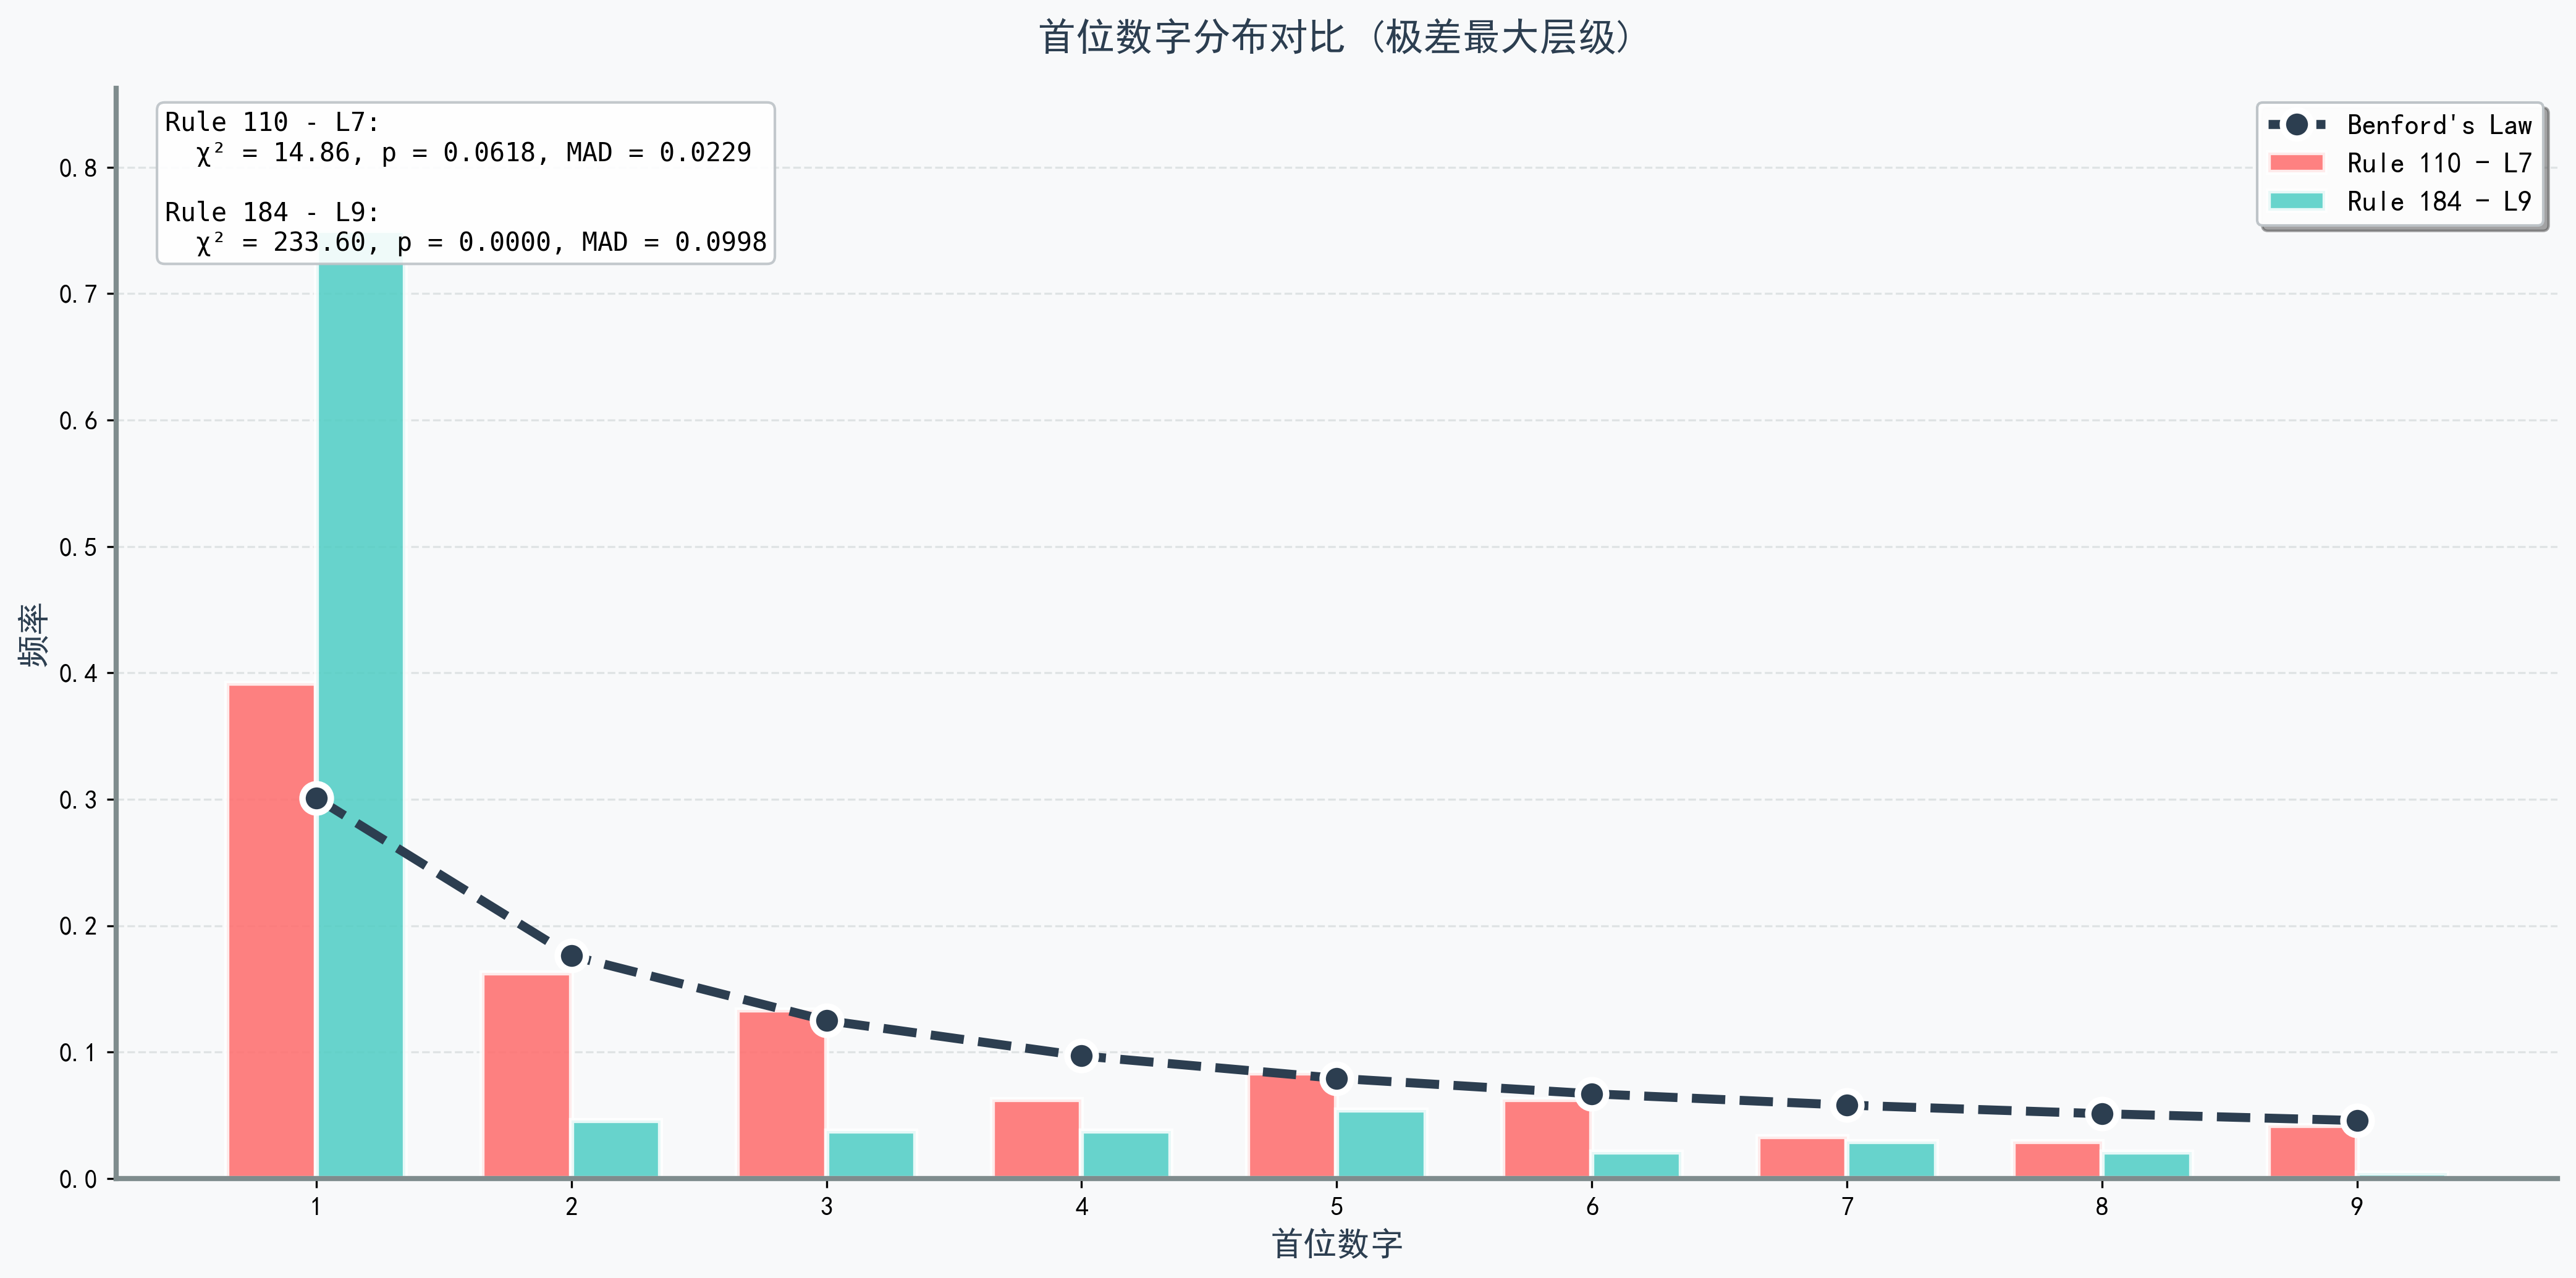 首位数字分布对比 (极差最大层级)
Rule 110 - L7:
χ² = 14.86, p = 0.0618, MAD = 0.0229
Rule 184 - L9:
χ² = 233.60, p = 0.0000, MAD = 0.0998
Benford's Law
Rule 110 - L7
Rule 184 - L9
频率
0.8
0.7
0.6
0.5
0.4
0.3
0.2
0.1
0.0
1 2 3 4 5 6 7 8 9
首位数字